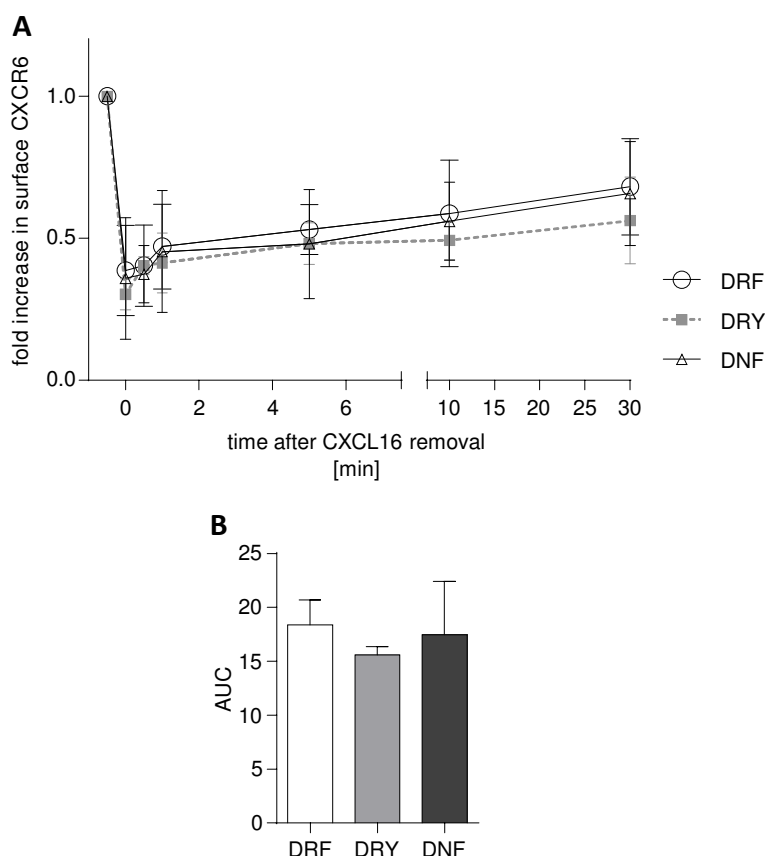 A
fold increase in surface CXCR6
1.0
0.5
0.0
0 2 4 6 10 15 20 25 30
time after CXCL16 removal
[min]
DRF
DRY
DNF
B
AUC
25
20
15
10
5
0
DRF DRY DNF